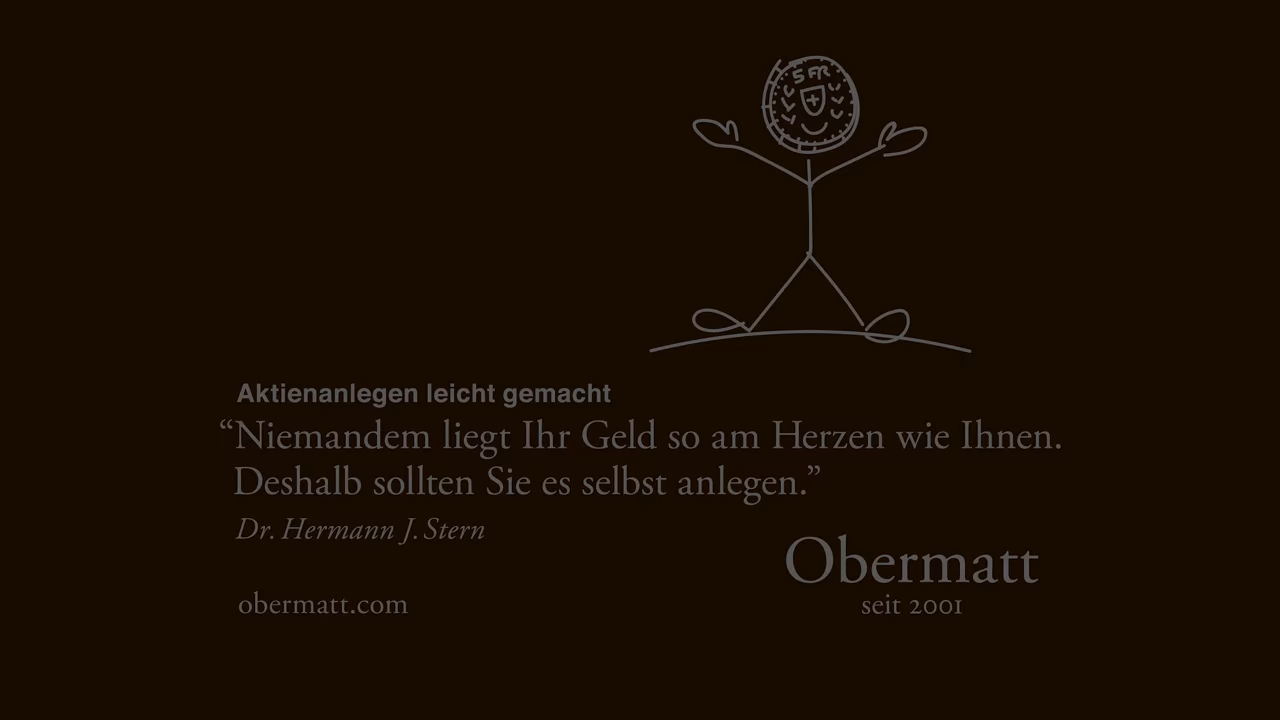 5 FR
Aktienanlegen leicht gemacht
“Niemandem liegt Ihr Geld so am Herzen wie Ihnen.
Deshalb sollten Sie es selbst anlegen.”
Dr. Hermann J. Stern
Obermatt
seit 2001
obermatt.com